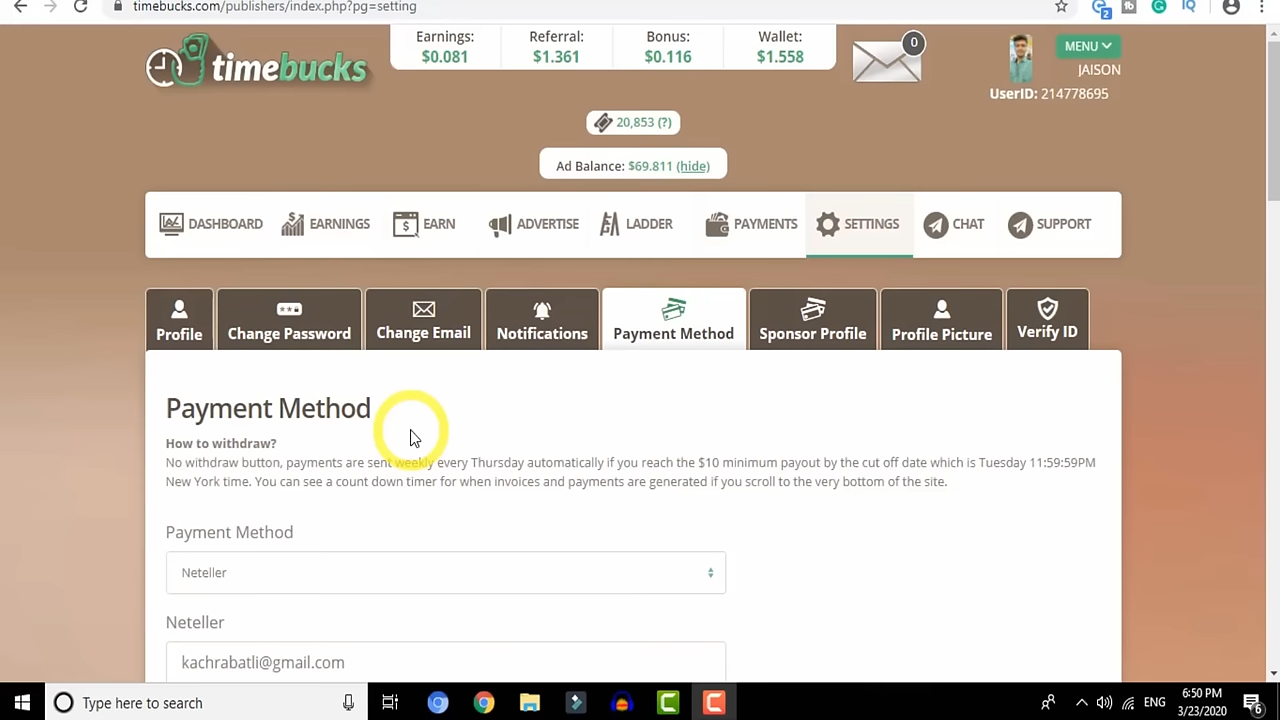 timebucks.com/publishers/index.php?pg=setting
2
timebucks
Earnings: Referral: Bonus: Wallet:
$0.081 $1.361 $0.116 $1.558
0
MENU
JAISON
UserID: 214778695
20,853 (?)
Ad Balance: $69.811 (hide)
DASHBOARD EARNINGS EARN ADVERTISE LADDER PAYMENTS SETTINGS CHAT SUPPORT
Profile Change Password Change Email Notifications Payment Method Sponsor Profile Profile Picture Verify ID
Payment Method
How to withdraw?
No withdraw button, payments are sent weekly every Thursday automatically if you reach the $10 minimum payout by the cut off date which is Tuesday 11:59:59PM
New York time. You can see a count down timer for when invoices and payments are generated if you scroll to the very bottom of the site.
Payment Method
Neteller
Neteller
kachrabatli@gmail.com
Type here to search
ENG
6:50 PM
3/23/2020
6